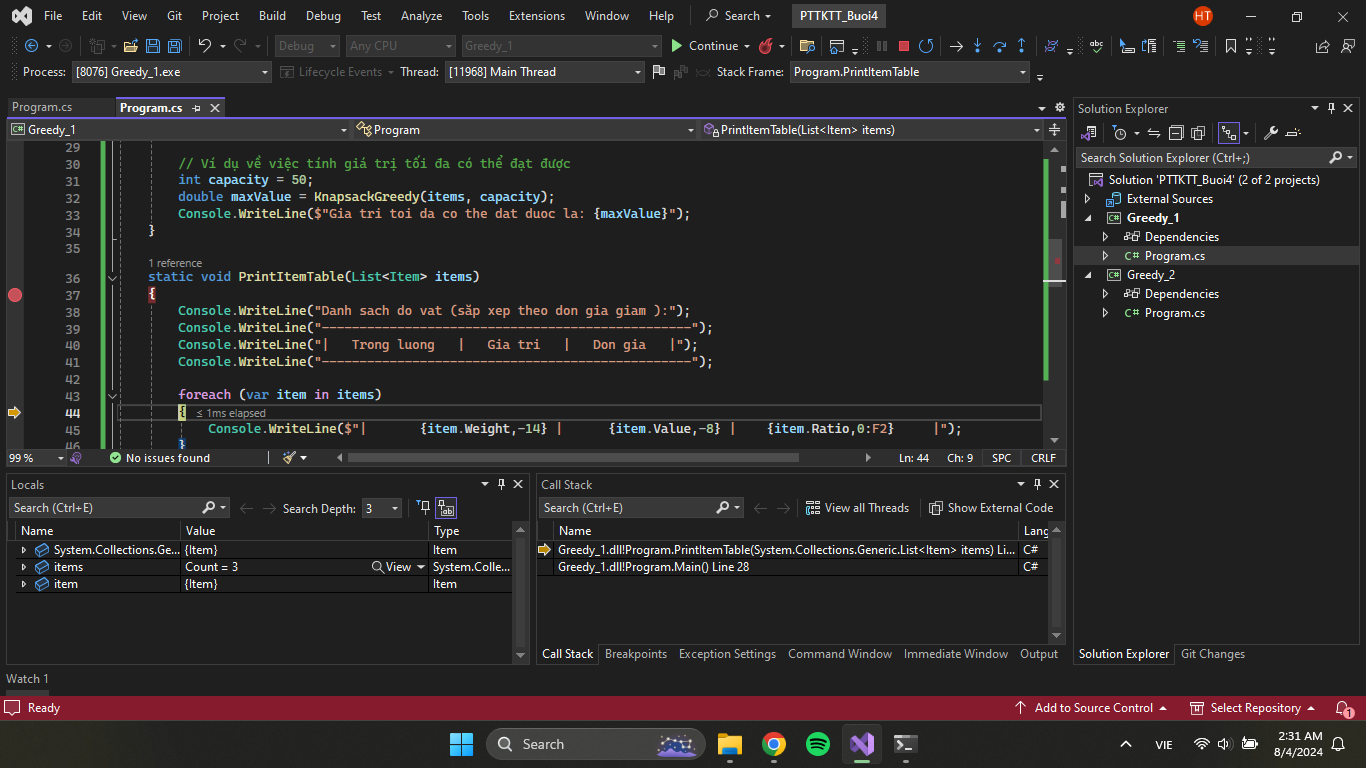 File Edit View Git Project Build Debug Test Analyze Tools Extensions Window Help Search PTTKTT_Buoi4 HT
Debug Any CPU Greedy_1 Continue
Process: [8076] Greedy_1.exe Lifecycle Events Thread: [11968] Main Thread Stack Frame: Program.PrintItemTable
Program.cs Program.cs
Greedy_1 Program PrintItemTable(List<Item> items)
29
30 // Ví dụ về việc tính giá trị tối đa có thể đạt được
31 int capacity = 50;
32 double maxValue = KnapsackGreedy(items, capacity);
33 Console.WriteLine($"Gia tri toi da co the dat duoc la: {maxValue}");
34 }
35
1 reference
36 static void PrintItemTable(List<Item> items)
37 {
38 Console.WriteLine("Danh sach do vat (sắp xep theo don gia giam ):");
39 Console.WriteLine("------------------------------------------------");
40 Console.WriteLine("|   Trong luong   |   Gia tri   |   Don gia   |");
41 Console.WriteLine("------------------------------------------------");
42
43 foreach (var item in items)
44 { ≤ 1ms elapsed
45 Console.WriteLine($"|       {item.Weight,-14} |      {item.Value,-8} |    {item.Ratio,0:F2}     |");
46 }
99 % No issues found Ln: 44 Ch: 9 SPC CRLF
Solution Explorer
Search Solution Explorer (Ctrl+;)
Solution 'PTTKTT_Buoi4' (2 of 2 projects)
External Sources
C# Greedy_1
Dependencies
C# Program.cs
C# Greedy_2
Dependencies
C# Program.cs
Solution Explorer Git Changes
Locals
Search (Ctrl+E) Search Depth: 3
Name Value Type
System.Collections.Ge... {Item} Item
items Count = 3 View System.Colle...
item {Item} Item
Call Stack
Search (Ctrl+E) View all Threads Show External Code
Name Lang
Greedy_1.dll!Program.PrintItemTable(System.Collections.Generic.List<Item> items) Li... C#
Greedy_1.dll!Program.Main() Line 28 C#
Call Stack Breakpoints Exception Settings Command Window Immediate Window Output
Watch 1
Ready Add to Source Control Select Repository 1
Search VIE 2:31 AM
8/4/2024